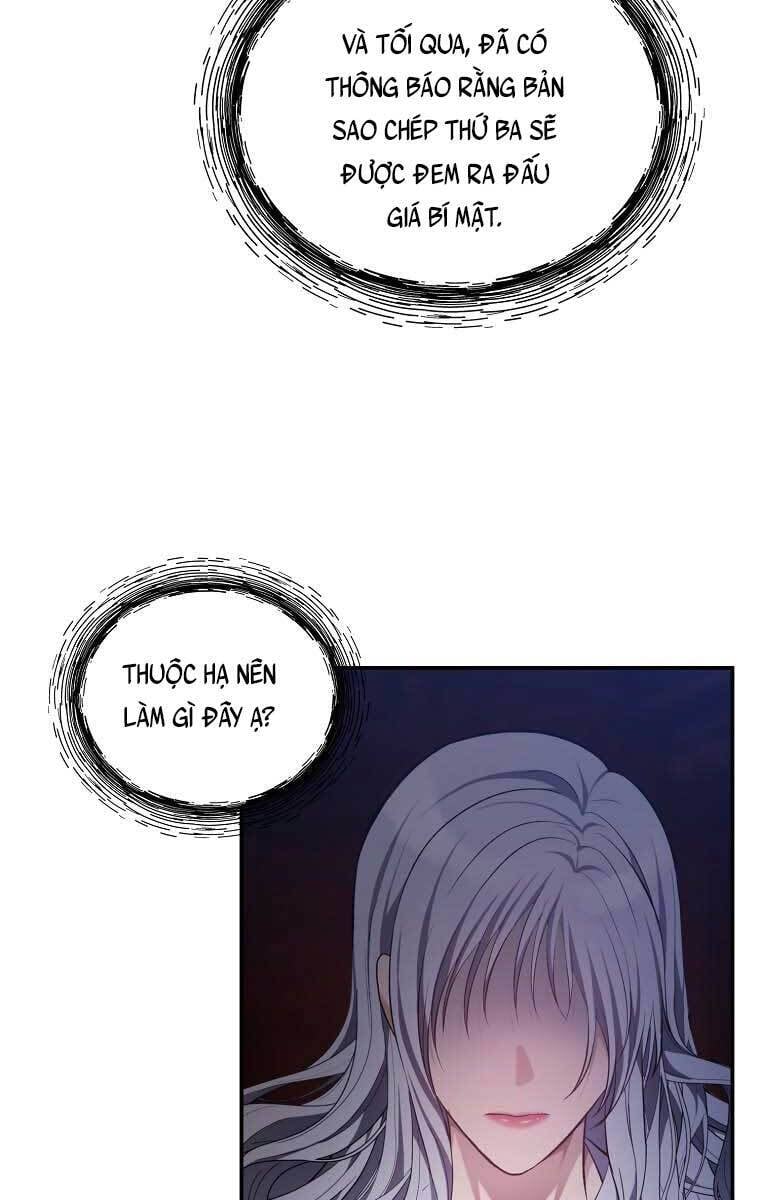 VÀ TỐI QUA, ĐÃ CÓ
THÔNG BÁO RẰNG BẢN
SAO CHÉP THỨ BA SẼ
ĐƯỢC ĐEM RA ĐẤU
GIÁ BÍ MẬT.
THUỘC HẠ NÊN
LÀM GÌ ĐÂY Ạ?